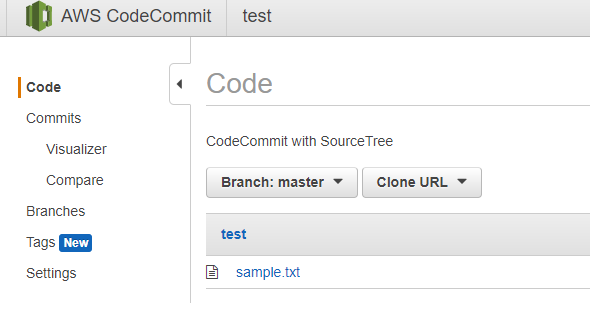 AWS CodeCommit test
Code
Commits
Visualizer
Compare
Branches
Tags New
Settings
Code
CodeCommit with SourceTree
Branch: master Clone URL
test
sample.txt